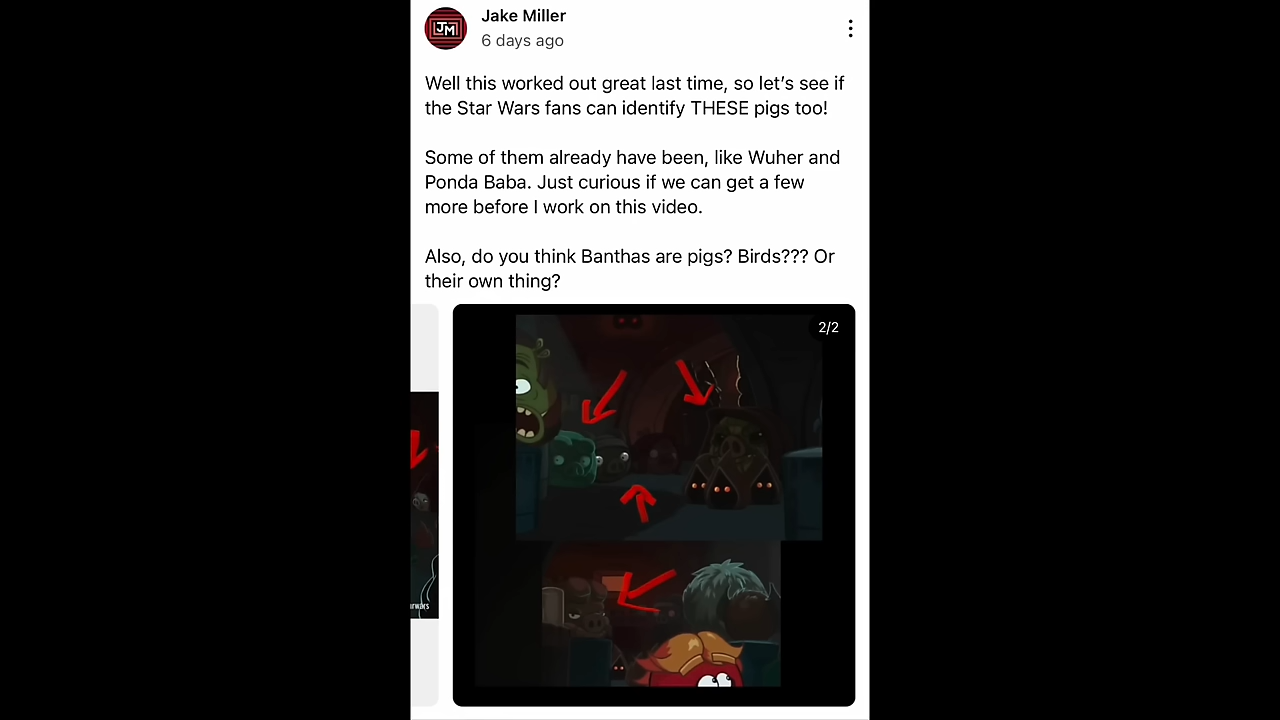 JM
Jake Miller
6 days ago
Well this worked out great last time, so let's see if
the Star Wars fans can identify THESE pigs too!
Some of them already have been, like Wuher and
Ponda Baba. Just curious if we can get a few
more before I work on this video.
Also, do you think Banthas are pigs? Birds??? Or
their own thing?
2/2